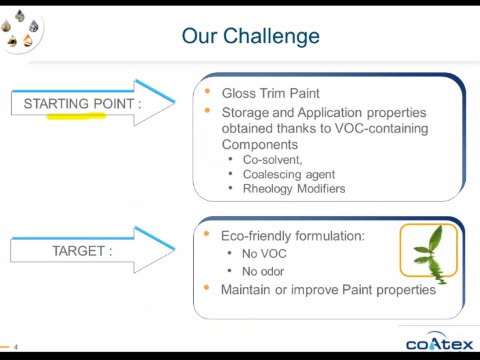 Our Challenge
STARTING POINT :
• Gloss Trim Paint
• Storage and Application properties
obtained thanks to VOC-containing
Components
• Co-solvent,
• Coalescing agent
• Rheology Modifiers
TARGET :
• Eco-friendly formulation:
• No VOC
• No odor
• Maintain or improve Paint properties
4
coatex